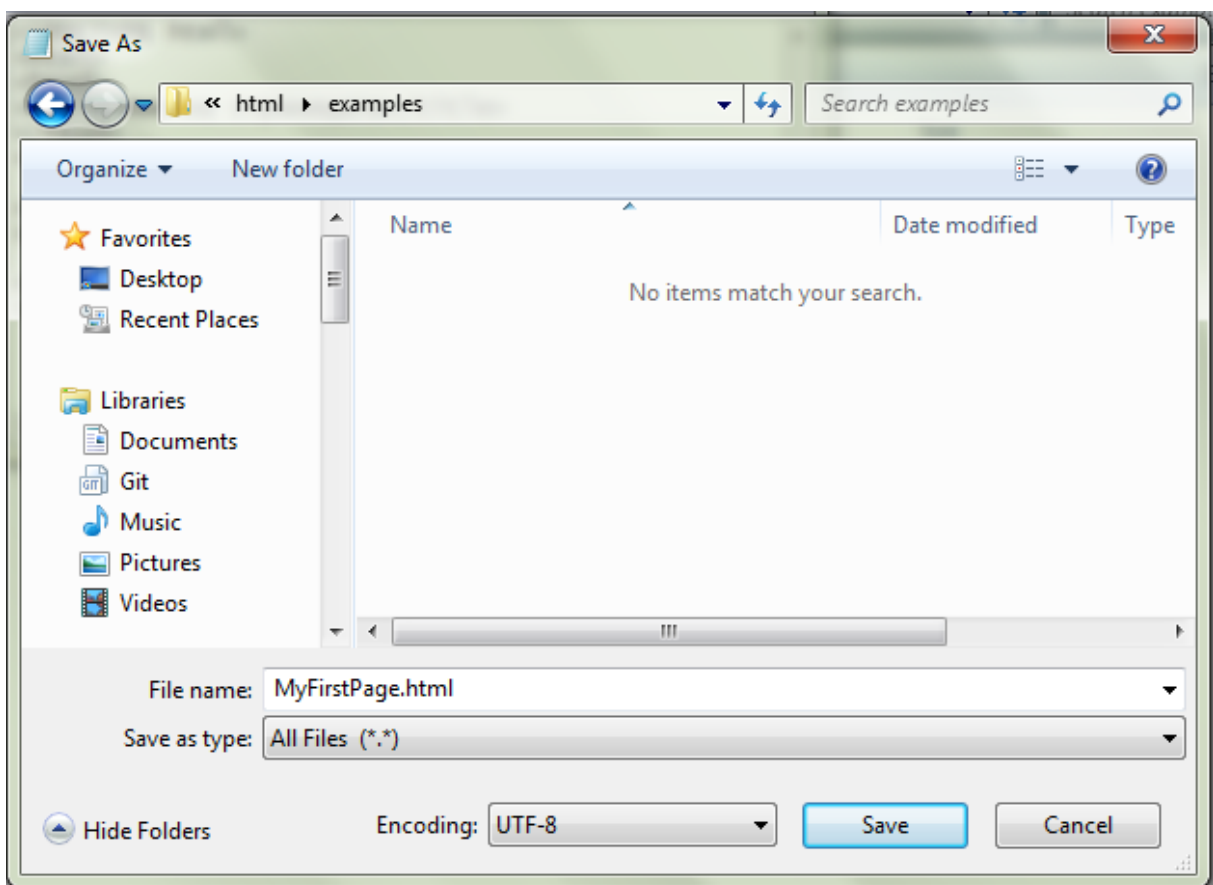 Save As
« html ▸ examples
Search examples
Organize
New folder
Name
Date modified
Type
Favorites
Desktop
Recent Places
No items match your search.
Libraries
Documents
Git
Music
Pictures
Videos
File name: MyFirstPage.html
Save as type: All Files (*.*)
Hide Folders
Encoding: UTF-8
Save
Cancel